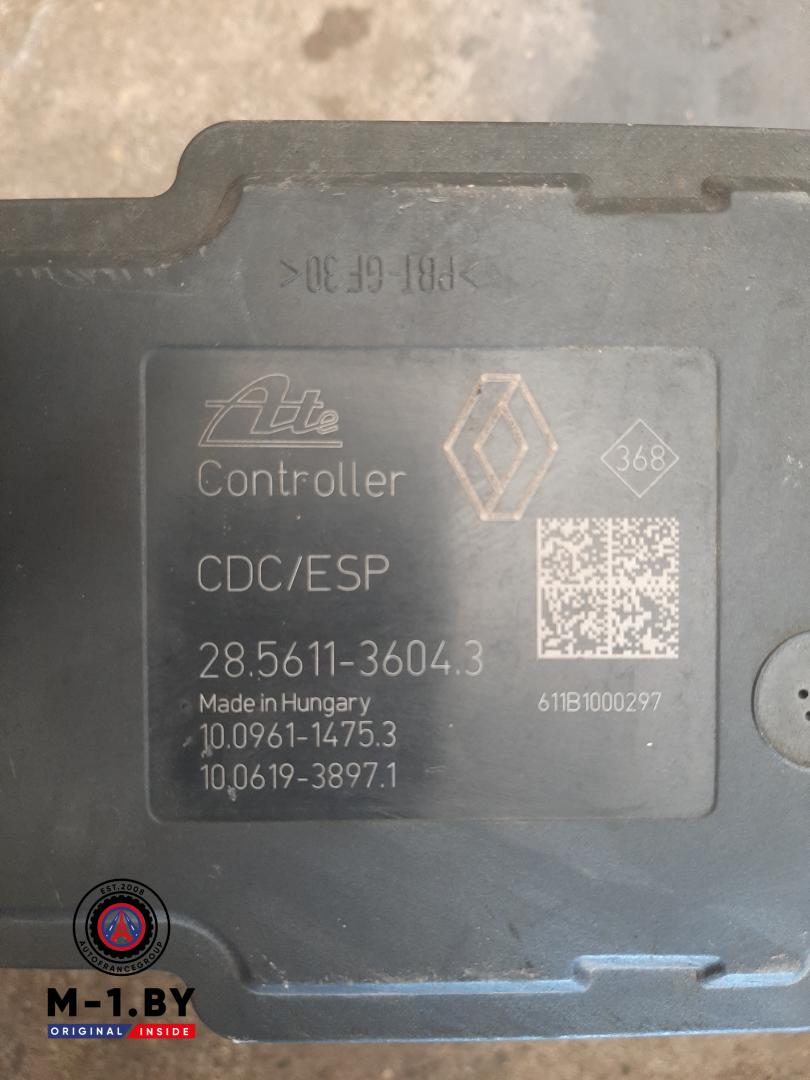 >PBT-GF30<
Ate
Controller
368
CDC/ESP
28.5611-3604.3
Made in Hungary
611B1000297
10.0961-1475.3
10.0619-3897.1
EST.2008
AUTOFRANCEGROUP
M-1.BY
ORIGINAL INSIDE